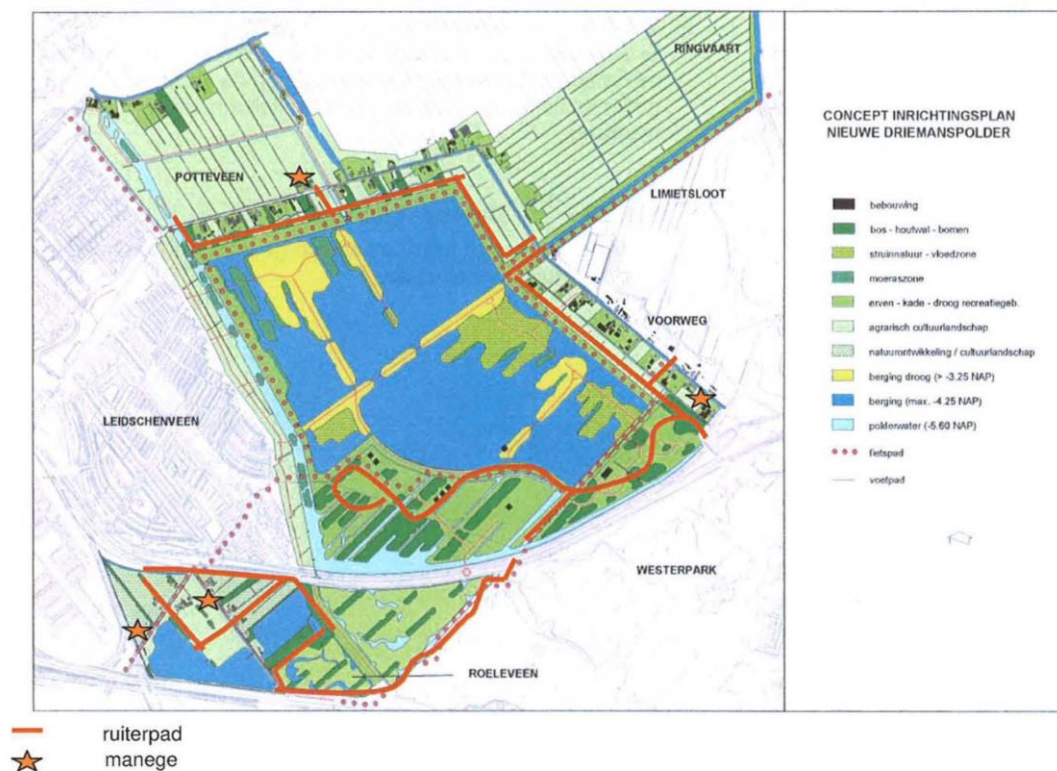 RINGVAART
POTTEVEEN
LIMIETSLOOT
VOORWEG
LEIDSCHENVEEN
WESTERPARK
ROELEVEEN
CONCEPT INRICHTINGSPLAN
NIEUWE DRIEMANSPOLDER
bebouwing
bos - houtwal - bomen
struinnatuur - vloedzone
moeraszone
erven - kade - droog recreatiegeb.
agrarisch cultuurlandschap
natuurontwikkeling / cultuurlandschap
berging droog (> -3.25 NAP)
berging (max. -4.25 NAP)
polderwater (-5.60 NAP)
fietspad
voetpad
ruiterpad
manege